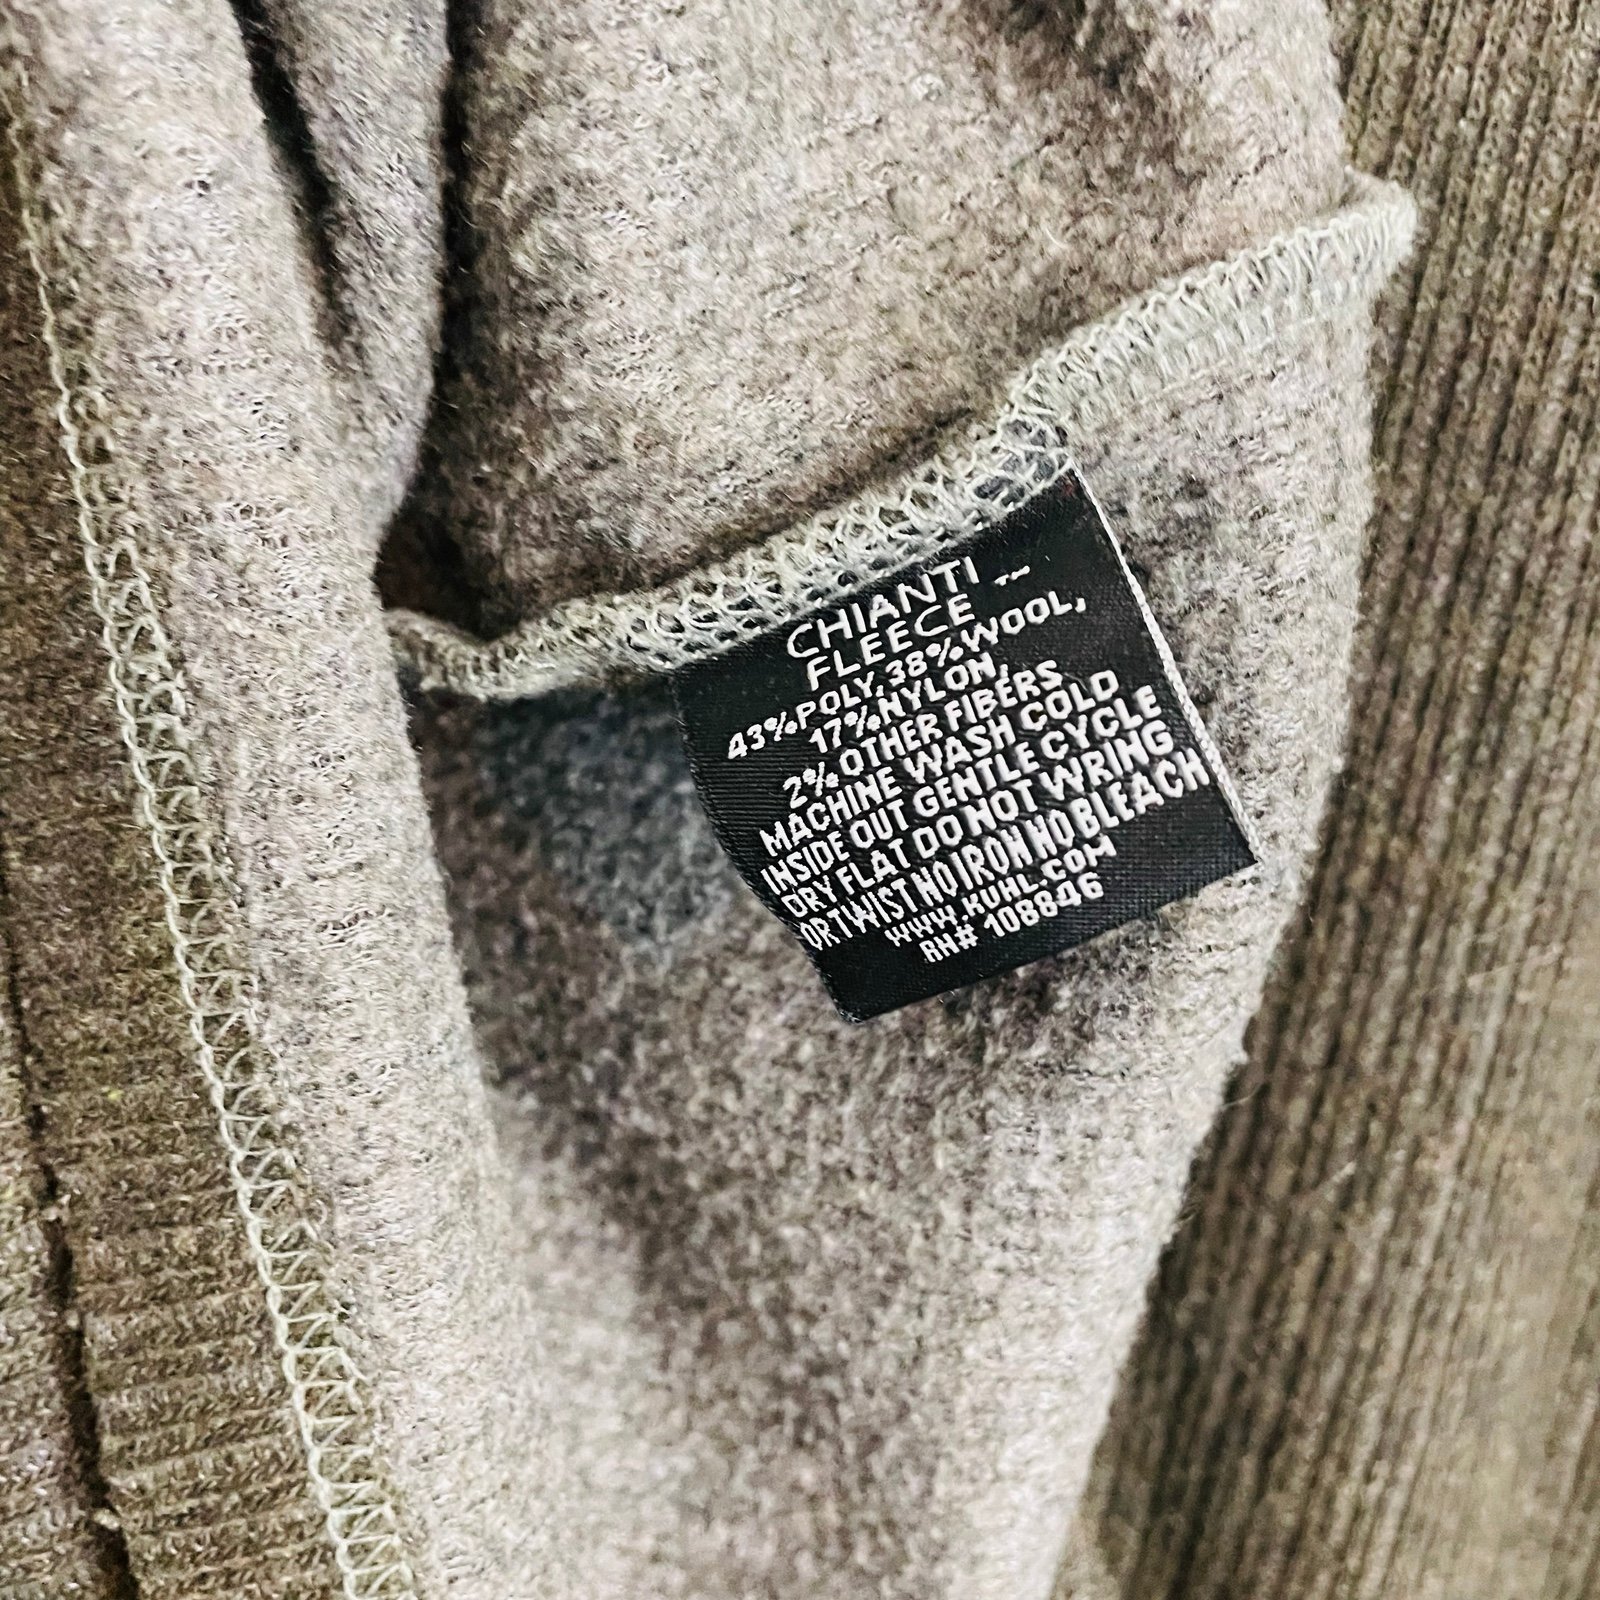 CHIANTI
FLEECE ™
43%POLY, 38%WOOL,
17%NYLON,
2% OTHER FIBERS
MACHINE WASH COLD
INSIDE OUT GENTLE CYCLE
DRY FLAT DO NOT WRING
OR TWIST NO IRON NO BLEACH
WWW.KUHL.COM
RN# 108846